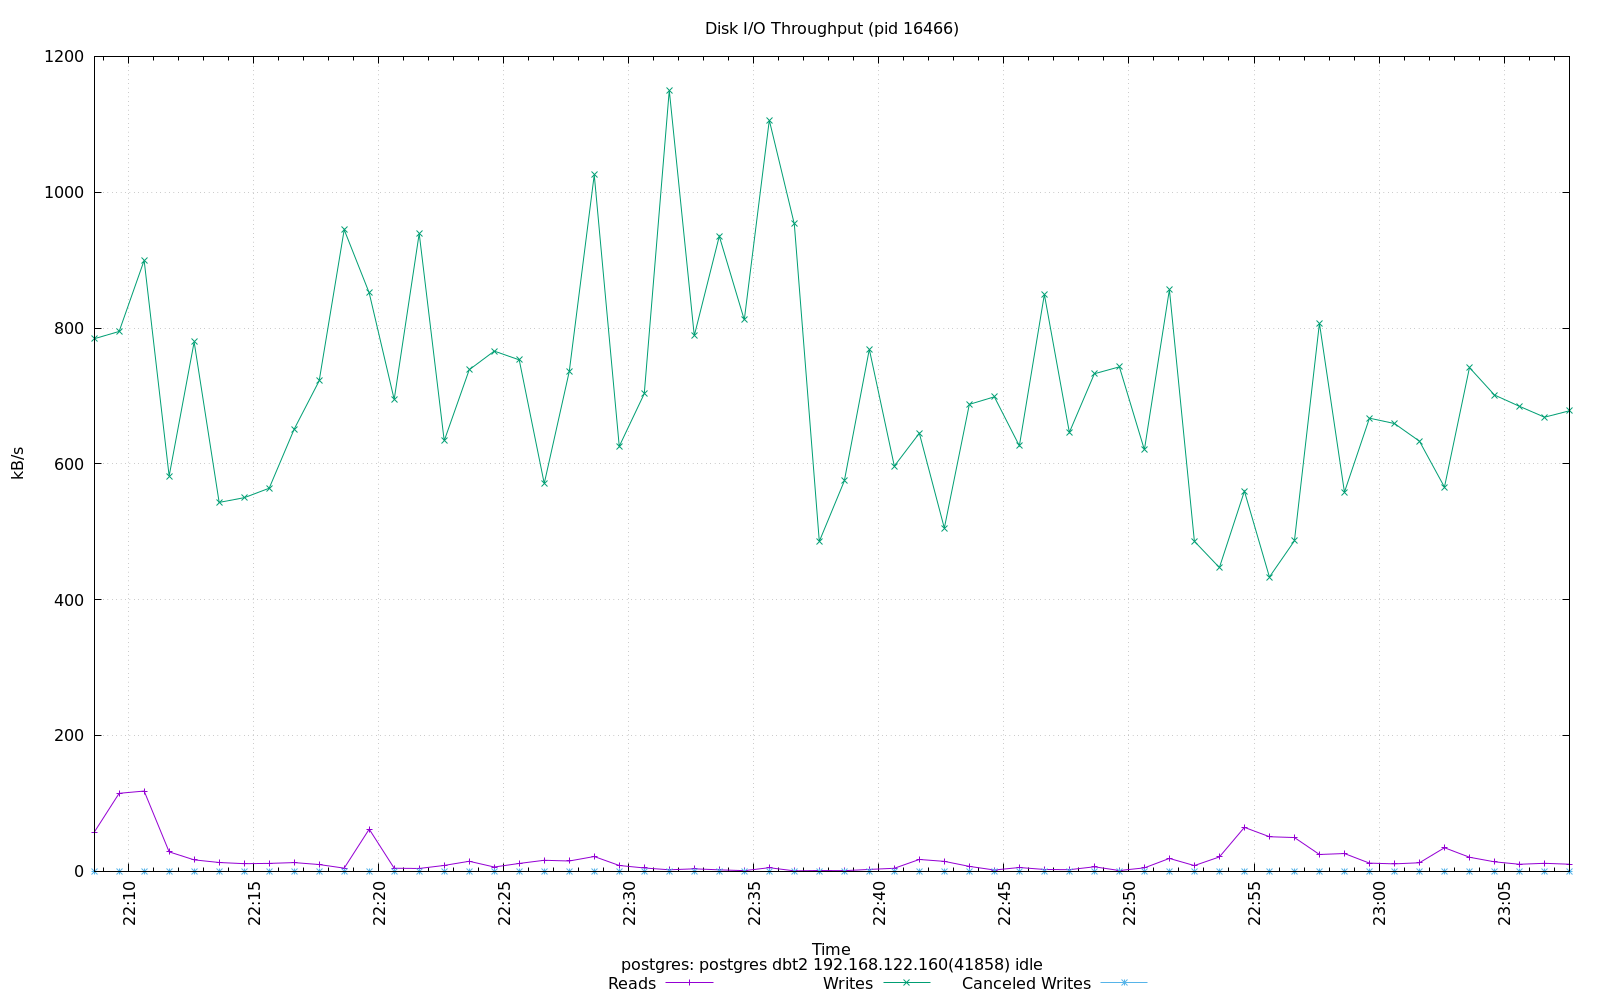 Disk I/O Throughput (pid 16466)
1200
1000
800
600
400
200
0
kB/s
22:10 22:15 22:20 22:25 22:30 22:35 22:40 22:45 22:50 22:55 23:00 23:05
Time
postgres: postgres dbt2 192.168.122.160(41858) idle
Reads Writes Canceled Writes